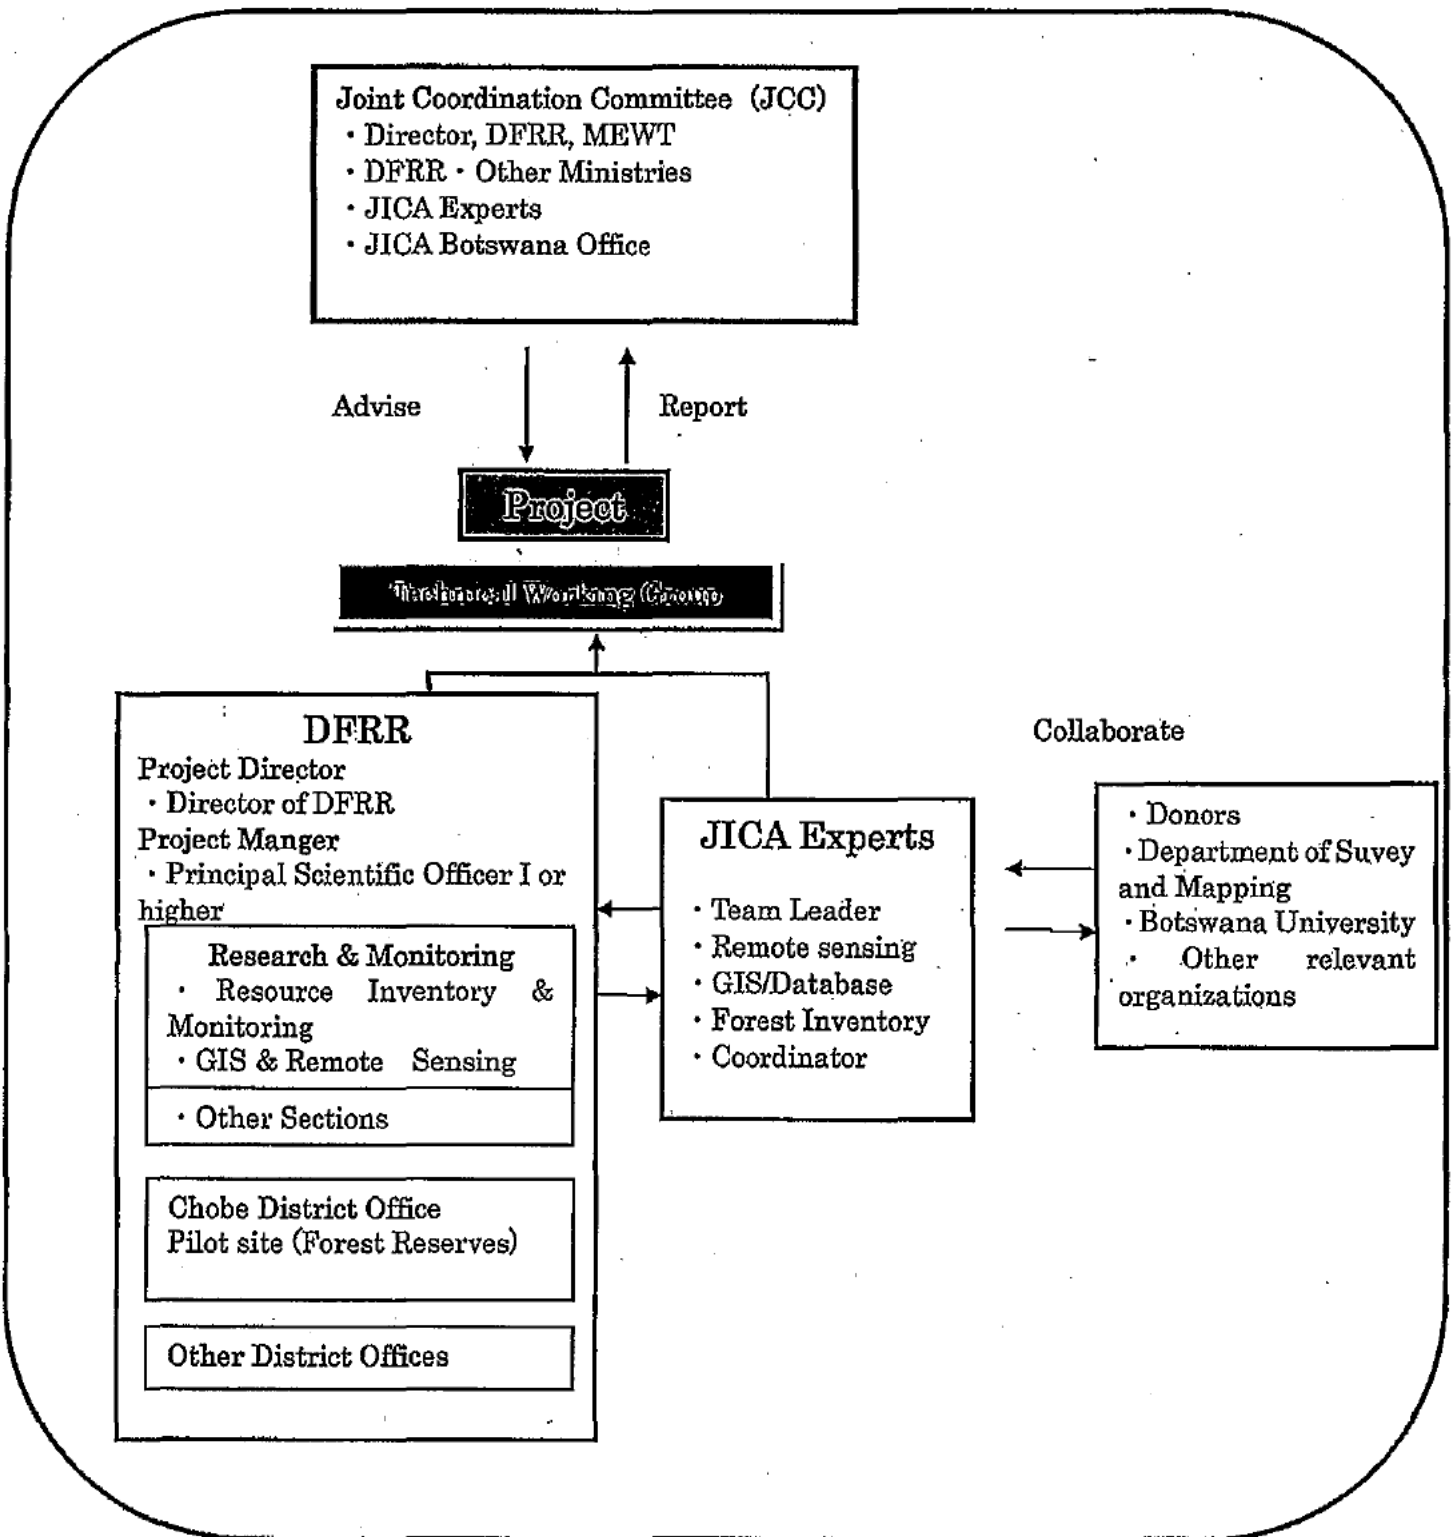 Joint Coordination Committee (JCC)
・Director, DFRR, MEWT
・DFRR・Other Ministries
・JICA Experts
・JICA Botswana Office
Advise
Report
Project
Technical Working Group
DFRR
Project Director
・Director of DFRR
Project Manger
・Principal Scientific Officer I or
higher
Research & Monitoring
・ Resource Inventory &
Monitoring
・GIS & Remote Sensing
・Other Sections
Chobe District Office
Pilot site (Forest Reserves)
Other District Offices
JICA Experts
・Team Leader
・Remote sensing
・GIS/Database
・Forest Inventory
・Coordinator
Collaborate
・Donors
・Department of Suvey
and Mapping
・Botswana University
・ Other relevant
organizations